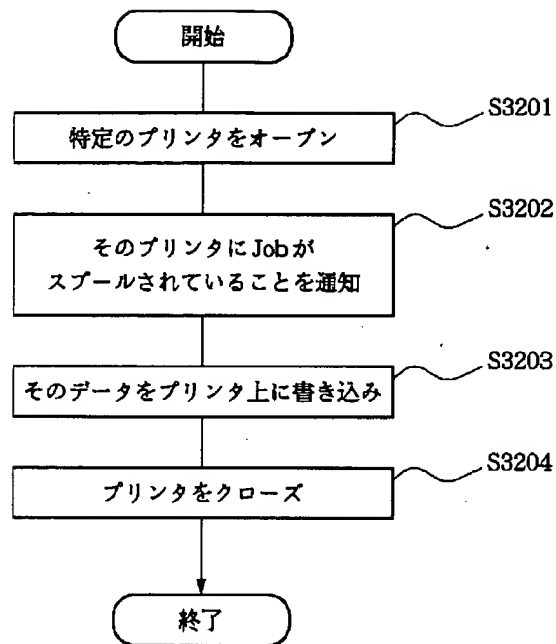 開始
S3201
特定のプリンタをオープン
S3202
そのプリンタにJobが
スプールされていることを通知
S3203
そのデータをプリンタ上に書き込み
S3204
プリンタをクローズ
終了